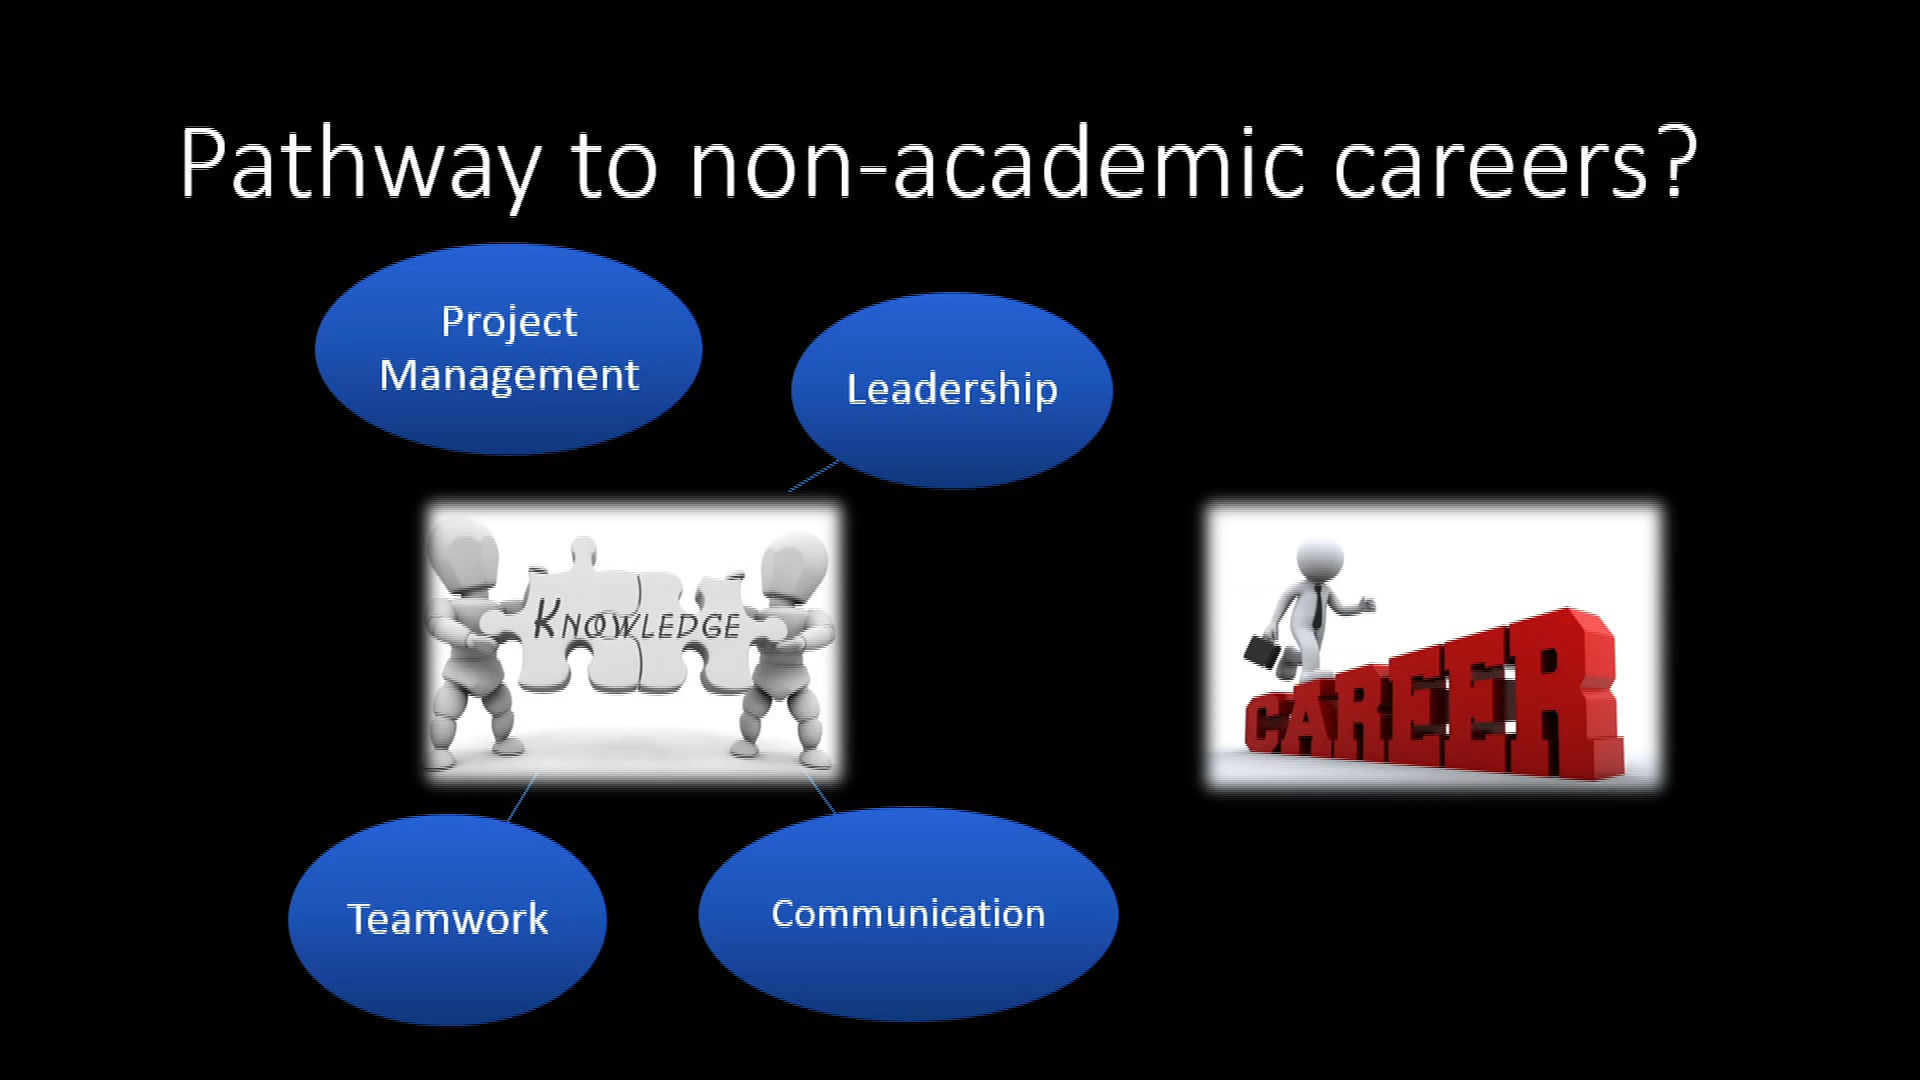 Pathway to non-academic careers?
Project
Management
Leadership
KNOWLEDGE
CAREER
Teamwork
Communication